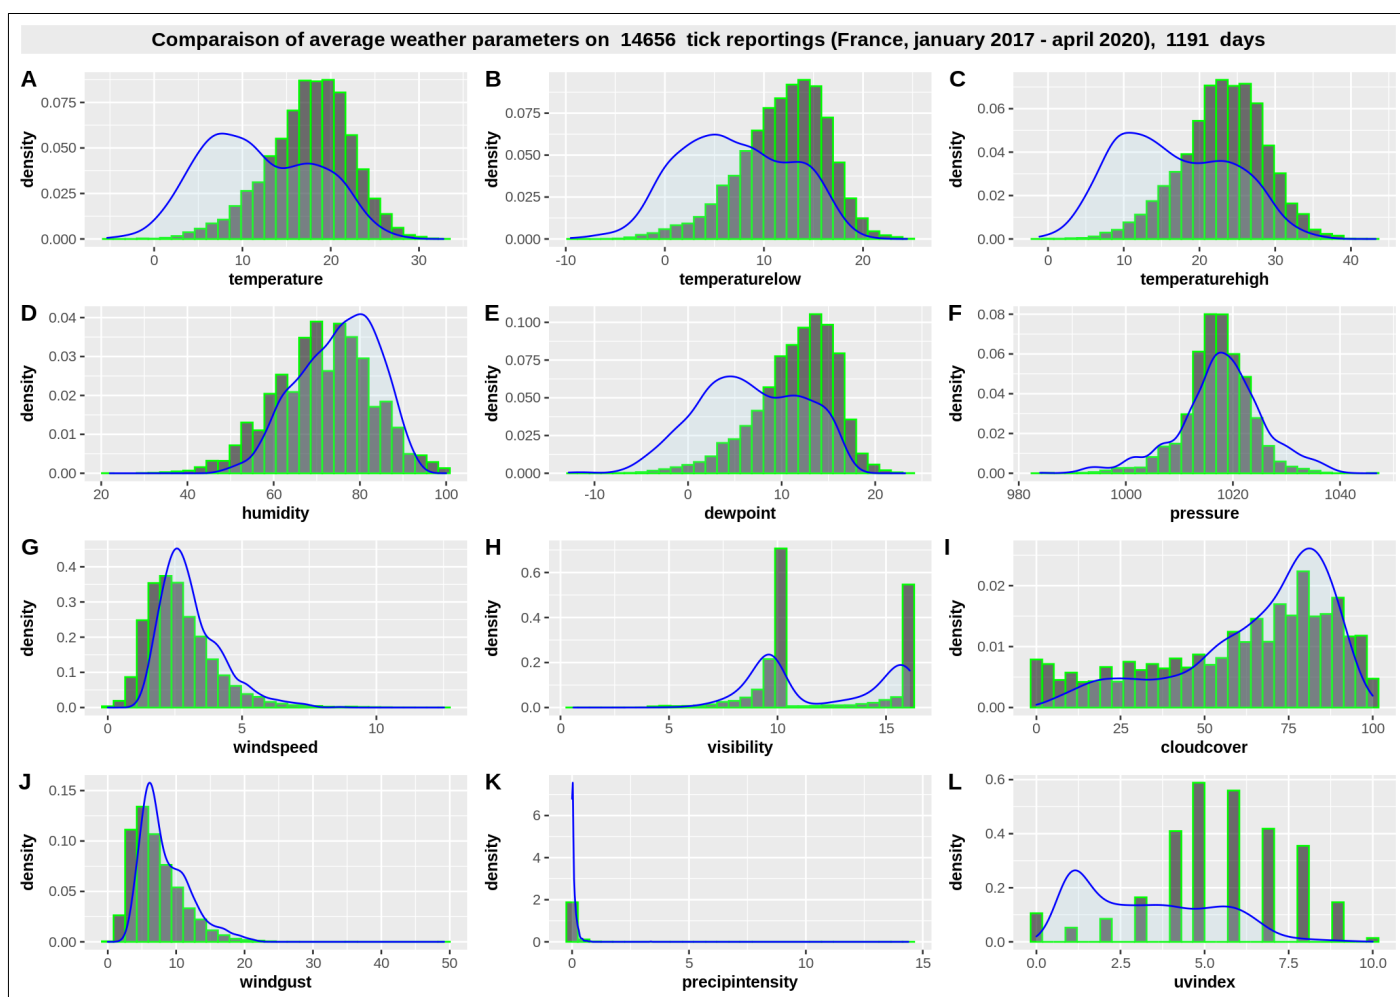 Comparaison of average weather parameters on 14656 tick reportings (France, january 2017 - april 2020), 1191 days
A
B
C
density
0.075
0.050
0.025
0.000
0
10
20
30
temperature
density
0.075
0.050
0.025
0.000
-10
0
10
20
temperaturelow
density
0.06
0.04
0.02
0.00
0
10
20
30
40
temperaturehigh
D
E
F
density
0.04
0.03
0.02
0.01
0.00
20
40
60
80
100
humidity
density
0.100
0.075
0.050
0.025
0.000
-10
0
10
20
dewpoint
density
0.08
0.06
0.04
0.02
0.00
980
1000
1020
1040
pressure
G
H
I
density
0.4
0.3
0.2
0.1
0.0
0
5
10
windspeed
density
0.6
0.4
0.2
0.0
0
5
10
15
visibility
density
0.02
0.01
0.00
0
25
50
75
100
cloudcover
J
K
L
density
0.15
0.10
0.05
0.00
0
10
20
30
40
50
windgust
density
6
4
2
0
0
5
10
15
precipintensity
density
0.6
0.4
0.2
0.0
0.0
2.5
5.0
7.5
10.0
uvindex